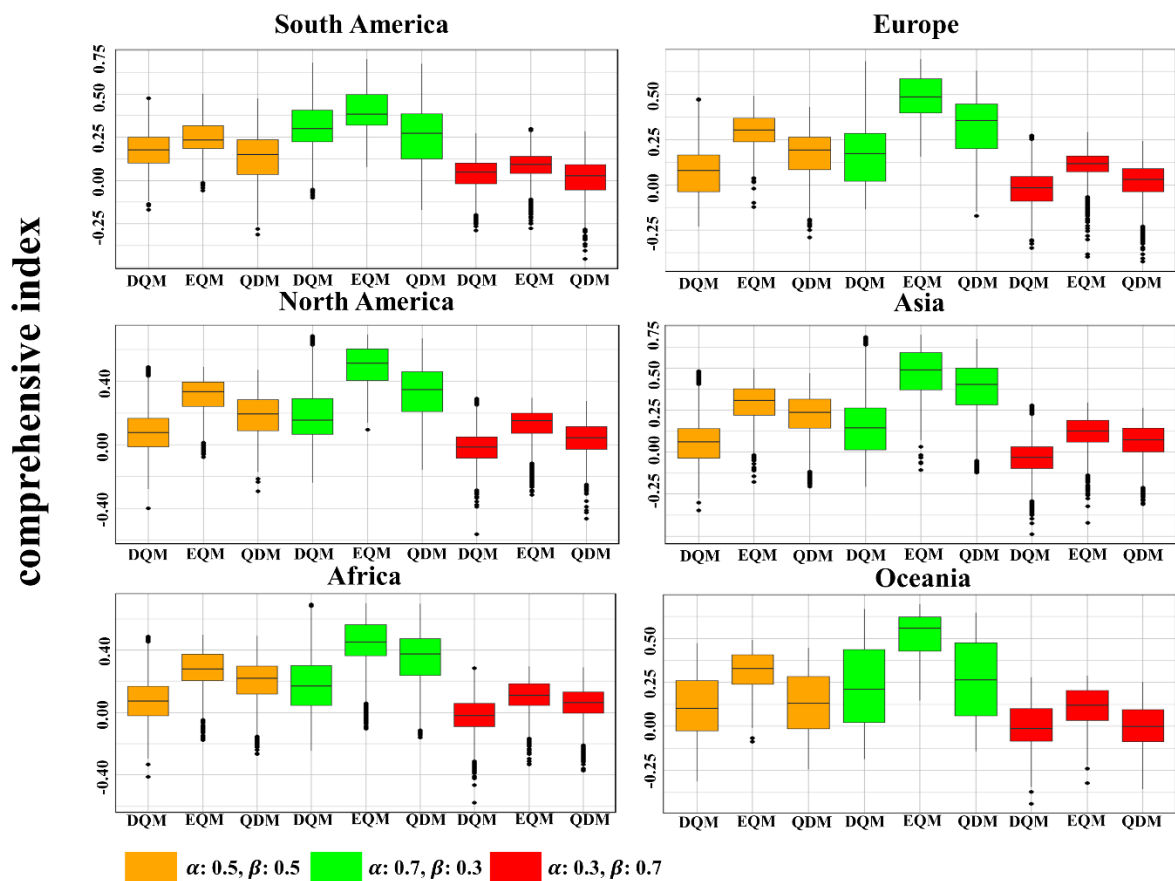 South America
Europe
comprehensive index
0.75
0.50
0.25
0.00
-0.25
DQM EQM QDM DQM EQM QDM DQM EQM QDM
0.50
0.25
0.00
-0.25
DQM EQM QDM DQM EQM QDM DQM EQM QDM
North America
Asia
0.40
0.00
-0.40
DQM EQM QDM DQM EQM QDM DQM EQM QDM
0.75
0.50
0.25
0.00
-0.25
DQM EQM QDM DQM EQM QDM DQM EQM QDM
Africa
Oceania
0.40
0.00
-0.40
DQM EQM QDM DQM EQM QDM DQM EQM QDM
0.50
0.25
0.00
-0.25
DQM EQM QDM DQM EQM QDM DQM EQM QDM
α: 0.5, β: 0.5 α: 0.7, β: 0.3 α: 0.3, β: 0.7